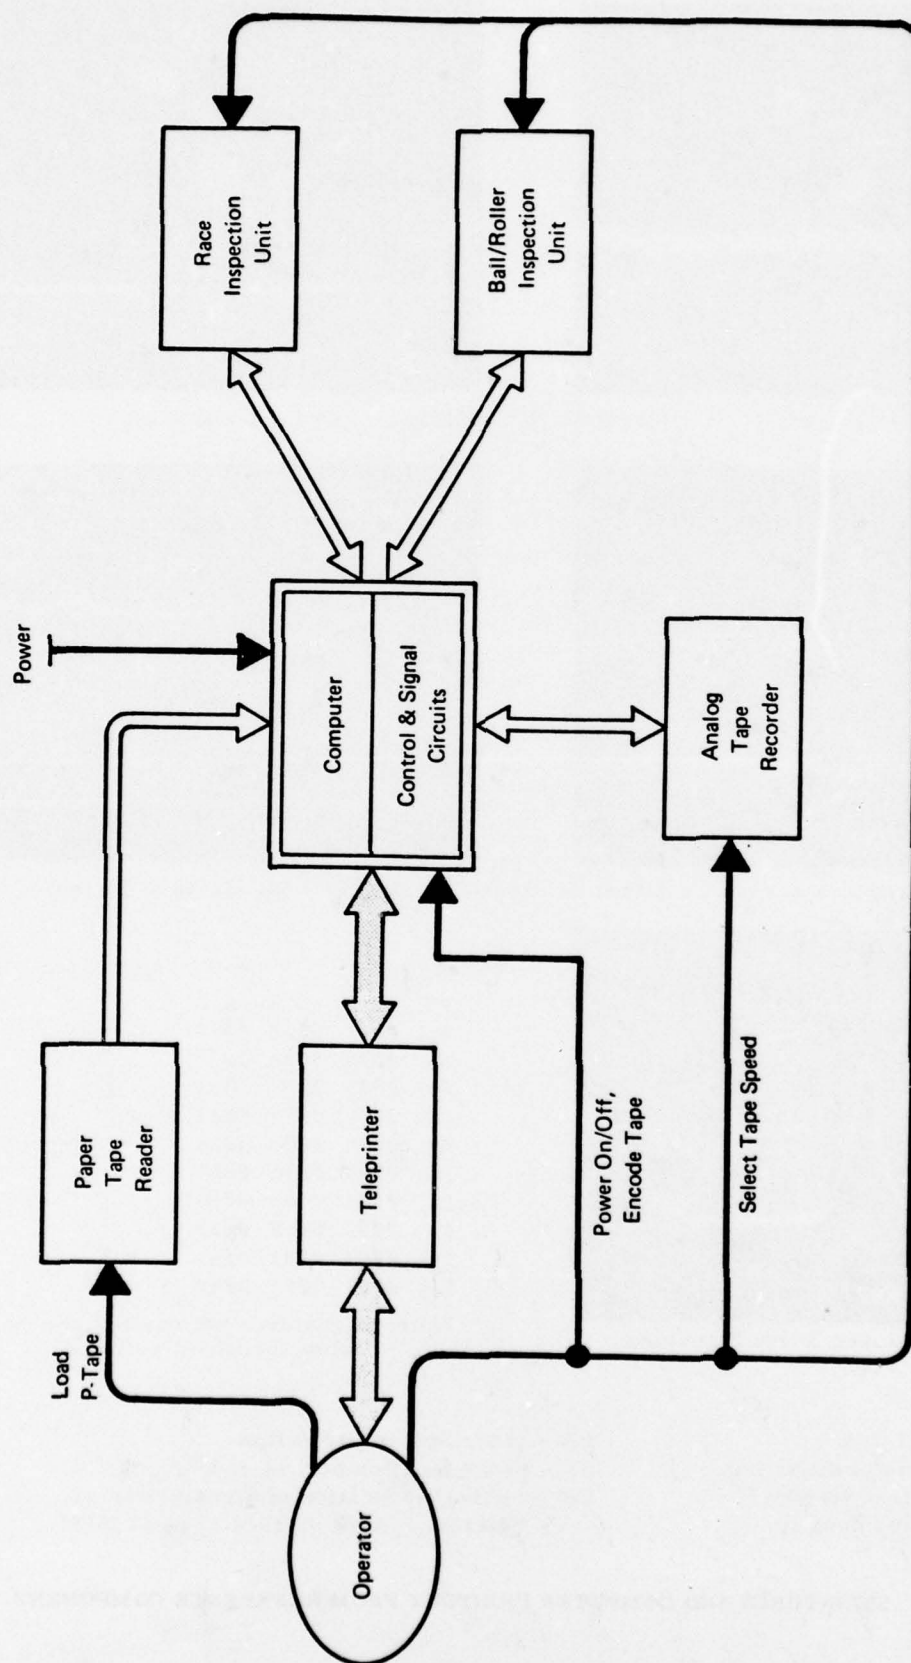 Operator
Load
P-Tape
Paper
Tape
Reader
Teleprinter
Power On/Off,
Encode Tape
Select Tape Speed
Power
Computer
Control & Signal
Circuits
Analog
Tape
Recorder
Race
Inspection
Unit
Ball/Roller
Inspection
Unit